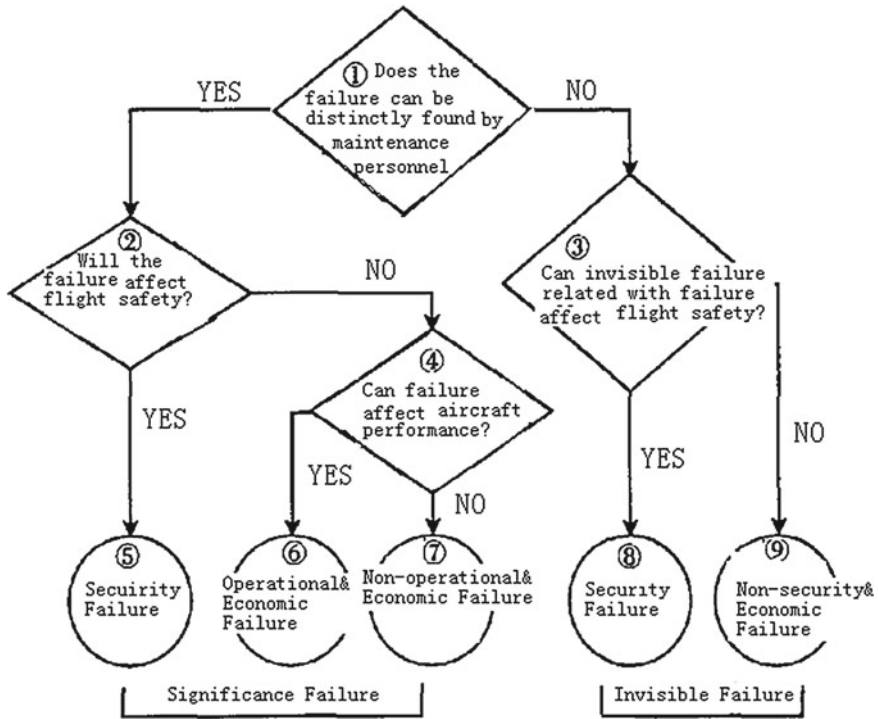 ① Does the
failure can be
distinctly found by
maintenance
personnel
YES
NO
②
Will the
failure affect
flight safety?
NO
③
Can invisible failure
related with failure
affect flight safety?
④
Can failure
affect aircraft
performance?
YES
YES
NO
YES
NO
⑤
Secuirity
Failure
⑥
Operational&
Economic
Failure
⑦
Non-operational&
Economic Failure
⑧
Security
Failure
⑨
Non-security&
Economic
Failure
Significance Failure
Invisible Failure